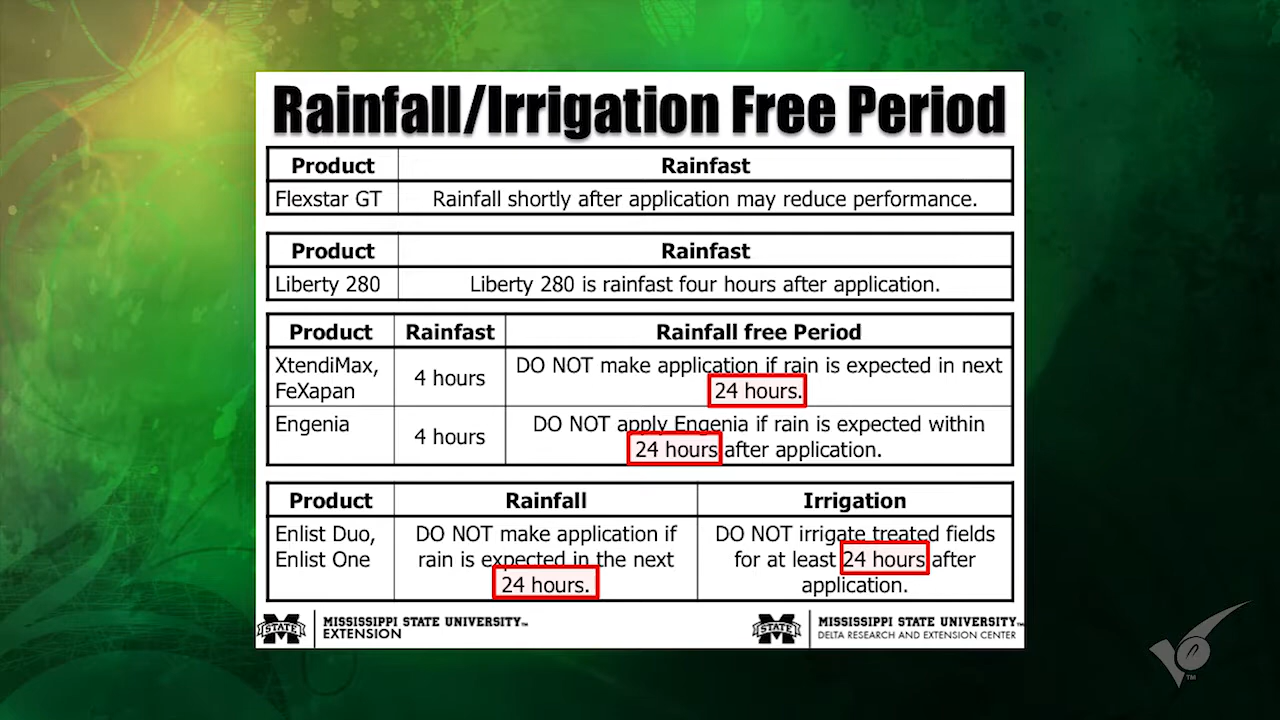 Rainfall/Irrigation Free Period
Product Rainfast
Flexstar GT Rainfall shortly after application may reduce performance.
Product Rainfast
Liberty 280 Liberty 280 is rainfast four hours after application.
Product Rainfast Rainfall free Period
XtendiMax,
FeXapan
4 hours
DO NOT make application if rain is expected in next
24 hours.
Engenia
4 hours
DO NOT apply Engenia if rain is expected within
24 hours after application.
Product Rainfall Irrigation
Enlist Duo,
Enlist One
DO NOT make application if
rain is expected in the next
24 hours.
DO NOT irrigate treated fields
for at least 24 hours after
application.
STATE
MISSISSIPPI STATE UNIVERSITY™
EXTENSION
STATE
MISSISSIPPI STATE UNIVERSITY™
DELTA RESEARCH AND EXTENSION CENTER
TM